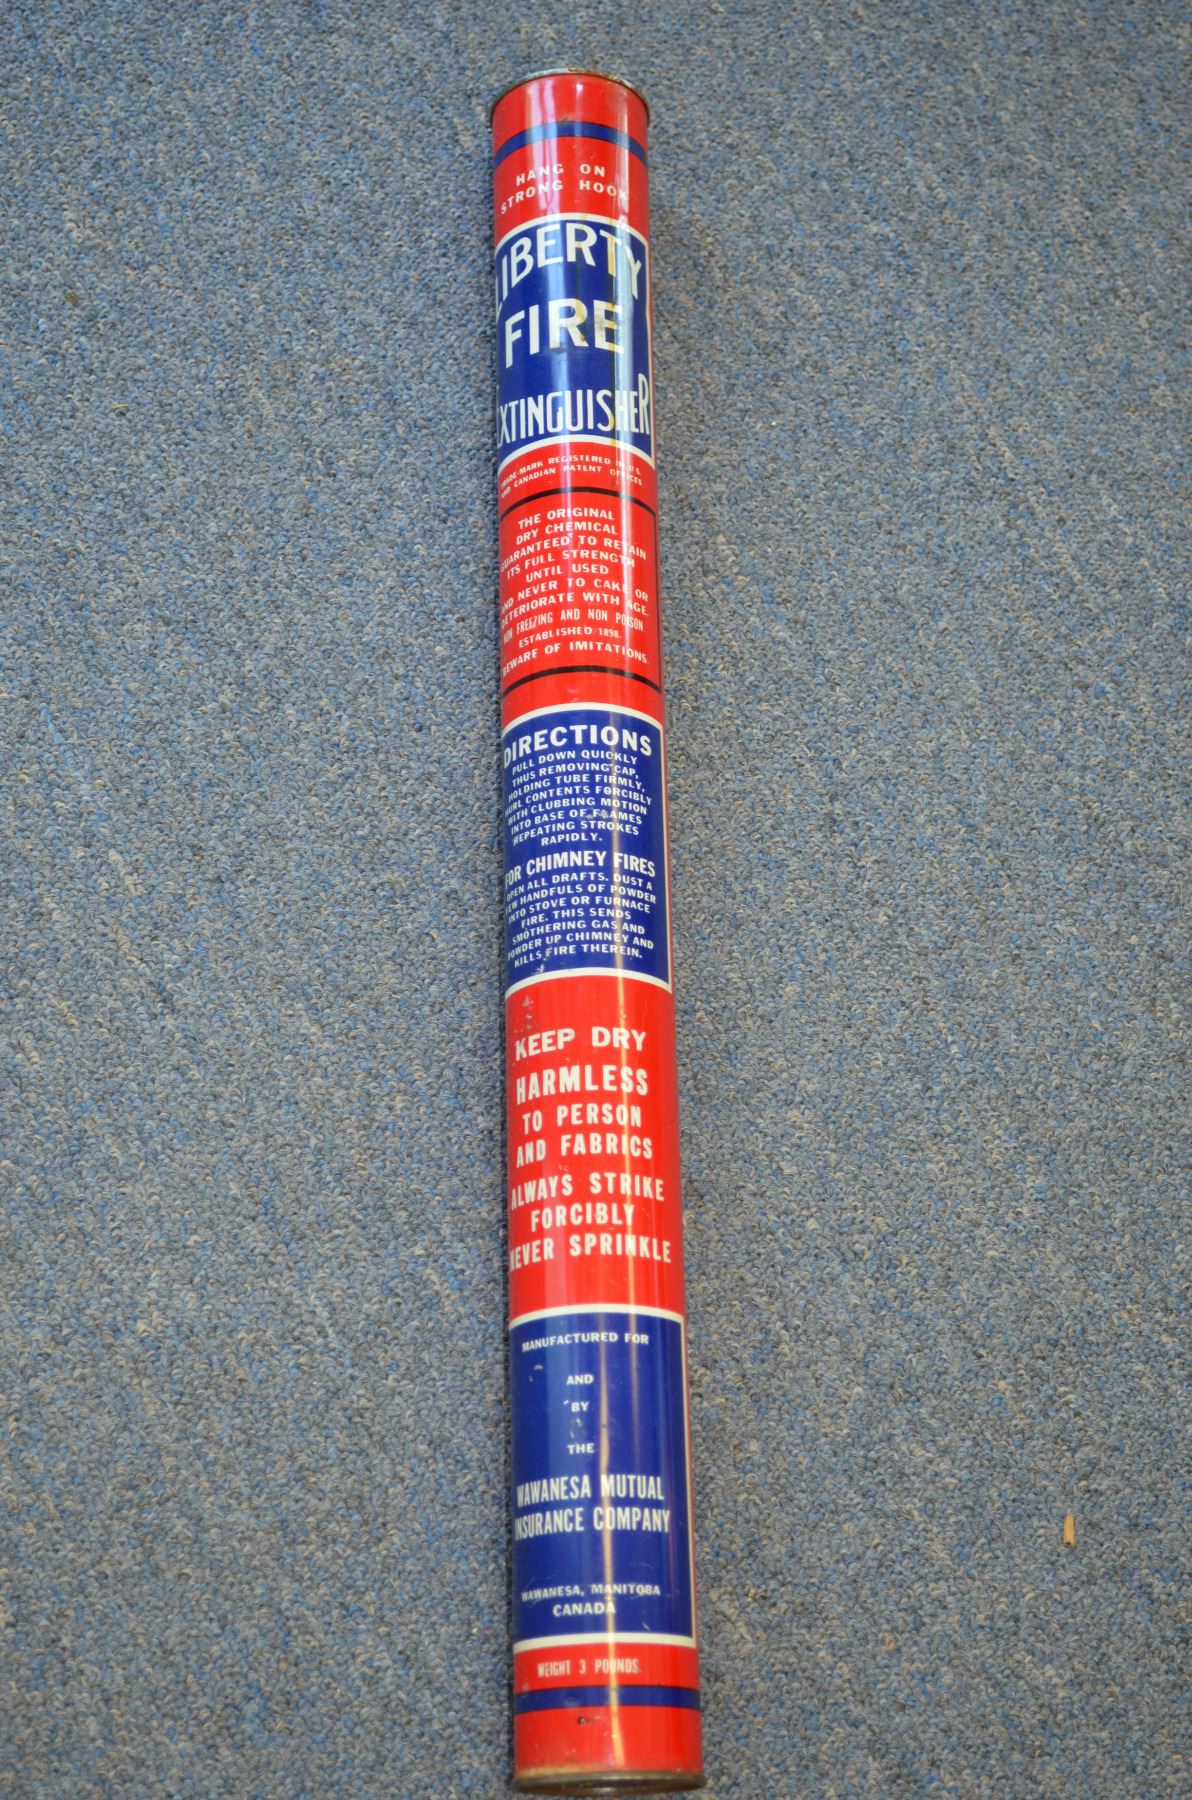 HANG ON
STRONG HOOK
LIBERTY
FIRE
EXTINGUISHER
TRADE-MARK REGISTERED IN U.S.
AND CANADIAN PATENT OFFICES
THE ORIGINAL
DRY CHEMICAL
GUARANTEED TO RETAIN
ITS FULL STRENGTH
UNTIL USED
AND NEVER TO CAKE OR
DETERIORATE WITH AGE.
NON FREEZING AND NON POISON.
ESTABLISHED 1898.
BEWARE OF IMITATIONS.
DIRECTIONS
PULL DOWN QUICKLY
THUS REMOVING CAP,
HOLDING TUBE FIRMLY,
HURL CONTENTS FORCIBLY
WITH CLUBBING MOTION
INTO BASE OF FLAMES
REPEATING STROKES
RAPIDLY.
FOR CHIMNEY FIRES
OPEN ALL DRAFTS. DUST A
FEW HANDFULS OF POWDER
INTO STOVE OR FURNACE
FIRE. THIS SENDS
SMOTHERING GAS AND
POWDER UP CHIMNEY AND
KILLS FIRE THEREIN.
KEEP DRY
HARMLESS
TO PERSON
AND FABRICS
ALWAYS STRIKE
FORCIBLY
NEVER SPRINKLE
MANUFACTURED FOR
AND
BY
THE
WAWANESA MUTUAL
INSURANCE COMPANY
WAWANESA, MANITOBA
CANADA
WEIGHT 3 POUNDS.